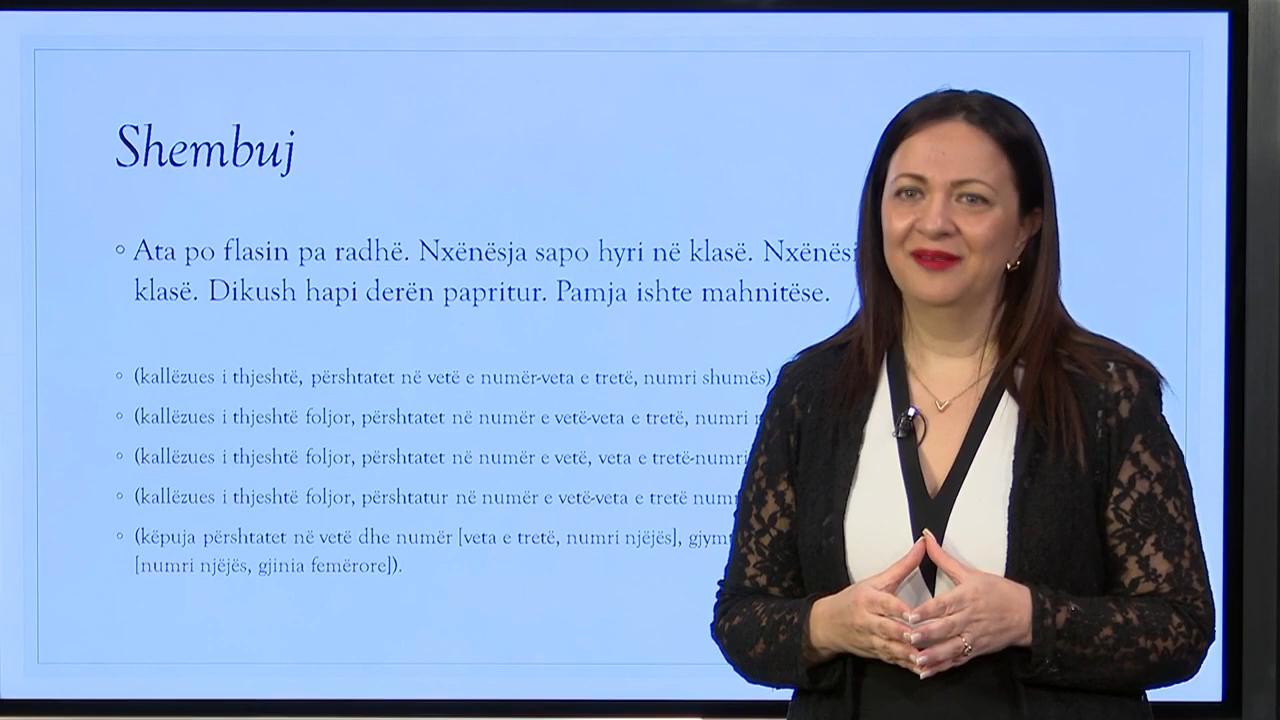 Shembuj
Ata po flasin pa radhë. Nxënësja sapo hyri në klasë.
klasë. Dikush hapi derën papritur. Pamja ishte mahnitëse.
(kallëzues i thjeshtë, përshtatet në vetë e numër-veta e tretë, numri shumës)
(kallëzues i thjeshtë foljor, përshtatet në numër e vetë-veta e tretë, numri
(kallëzues i thjeshtë foljor, përshtatet në numër e vetë, veta e tretë-numri
(kallëzues i thjeshtë foljor, përshtatur në numër e vetë-veta e tretë
(këpuja përshtatet në vetë dhe numër [veta e tretë, numri njëjës],
[numri njëjës, gjinia femërore]).